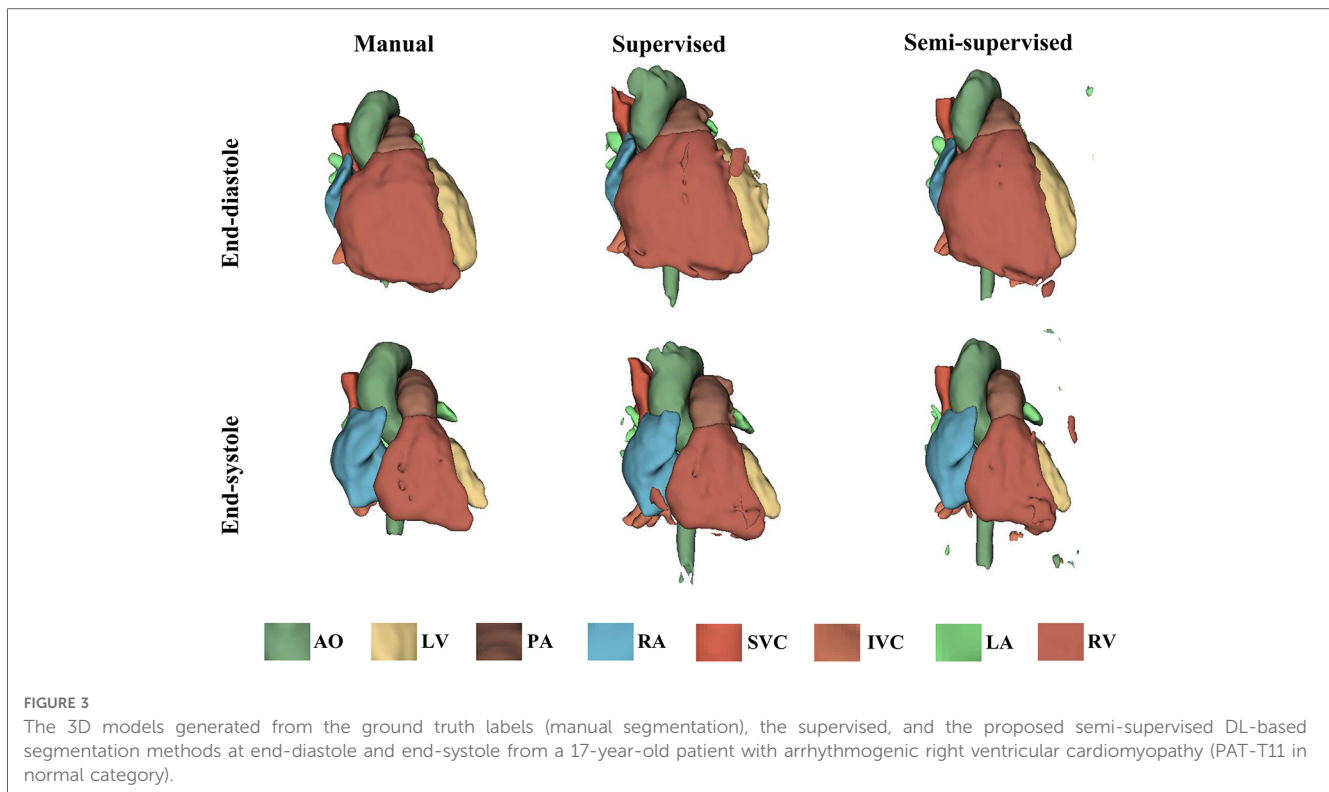 Manual Supervised Semi-supervised
End-diastole
End-systole
AO LV PA RA SVC IVC LA RV
FIGURE 3
The 3D models generated from the ground truth labels (manual segmentation), the supervised, and the proposed semi-supervised DL-based
segmentation methods at end-diastole and end-systole from a 17-year-old patient with arrhythmogenic right ventricular cardiomyopathy (PAT-T11 in
normal category).